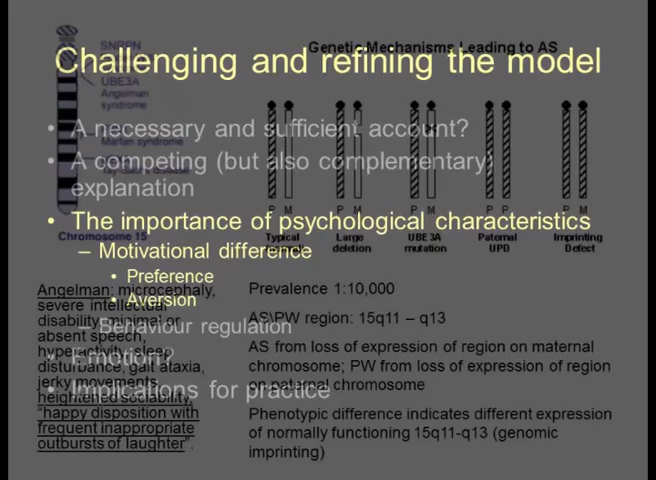 Genetic Mechanisms Leading to AS
Challenging and refining the model
SNRPN
UBE3A
Angelman
syndrome
• A necessary and sufficient account?
• A competing (but also complementary)
explanation
• The importance of psychological characteristics
– Motivational difference
• Preference
• Aversion
– Behaviour regulation
• Emotion?
• Implications for practice
Marfan syndrome
Chromosome 15
P M P M P M P P P M
Typical
Large
deletion
UBE3A
mutation
Paternal
UPD
Imprinting
Defect
Angelman: microcephaly,
severe intellectual
disability, minimal or
absent speech,
hyperactivity, sleep
disturbance, gait ataxia,
jerky movements,
heightened sociability,
“happy disposition with
frequent inappropriate
outbursts of laughter”.
Prevalence 1:10,000
AS\PW region: 15q11 – q13
AS from loss of expression of region on maternal
chromosome; PW from loss of expression of region
on paternal chromosome
Phenotypic difference indicates different expression
of normally functioning 15q11-q13 (genomic
imprinting)